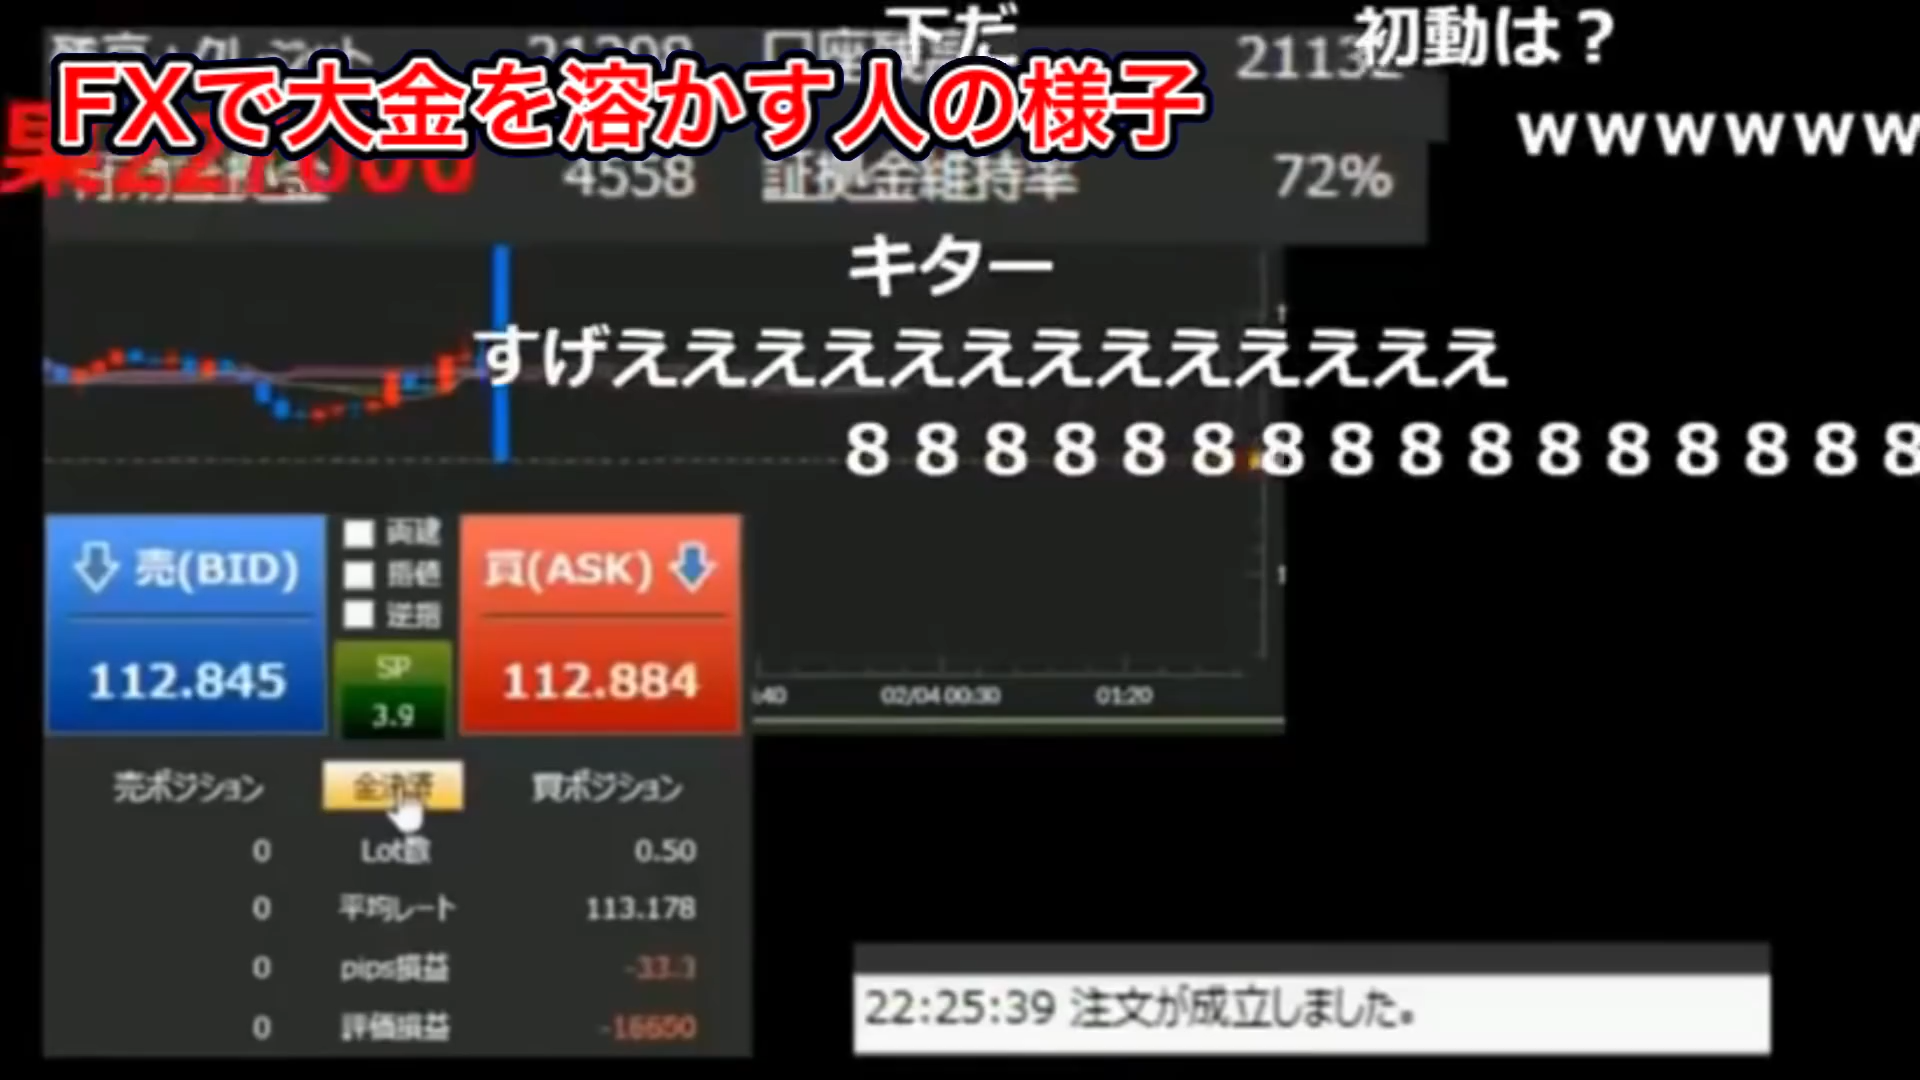 下だ
初動は？
FXで大金を溶かす人の様子
wwwwww
4558 証拠金維持率 72%
キター
すげえええええええええええええ
8888888888888888
売(BID) 112.845
両建
指値
逆指
SP
3.9
買(ASK) 112.884
02/04 00:30 01:20
売ポジション 全決済 買ポジション
0 Lot数 0.50
0 平均レート 113.178
0 pips損益 -33.3
0 評価損益 -16650
22:25:39 注文が成立しました。